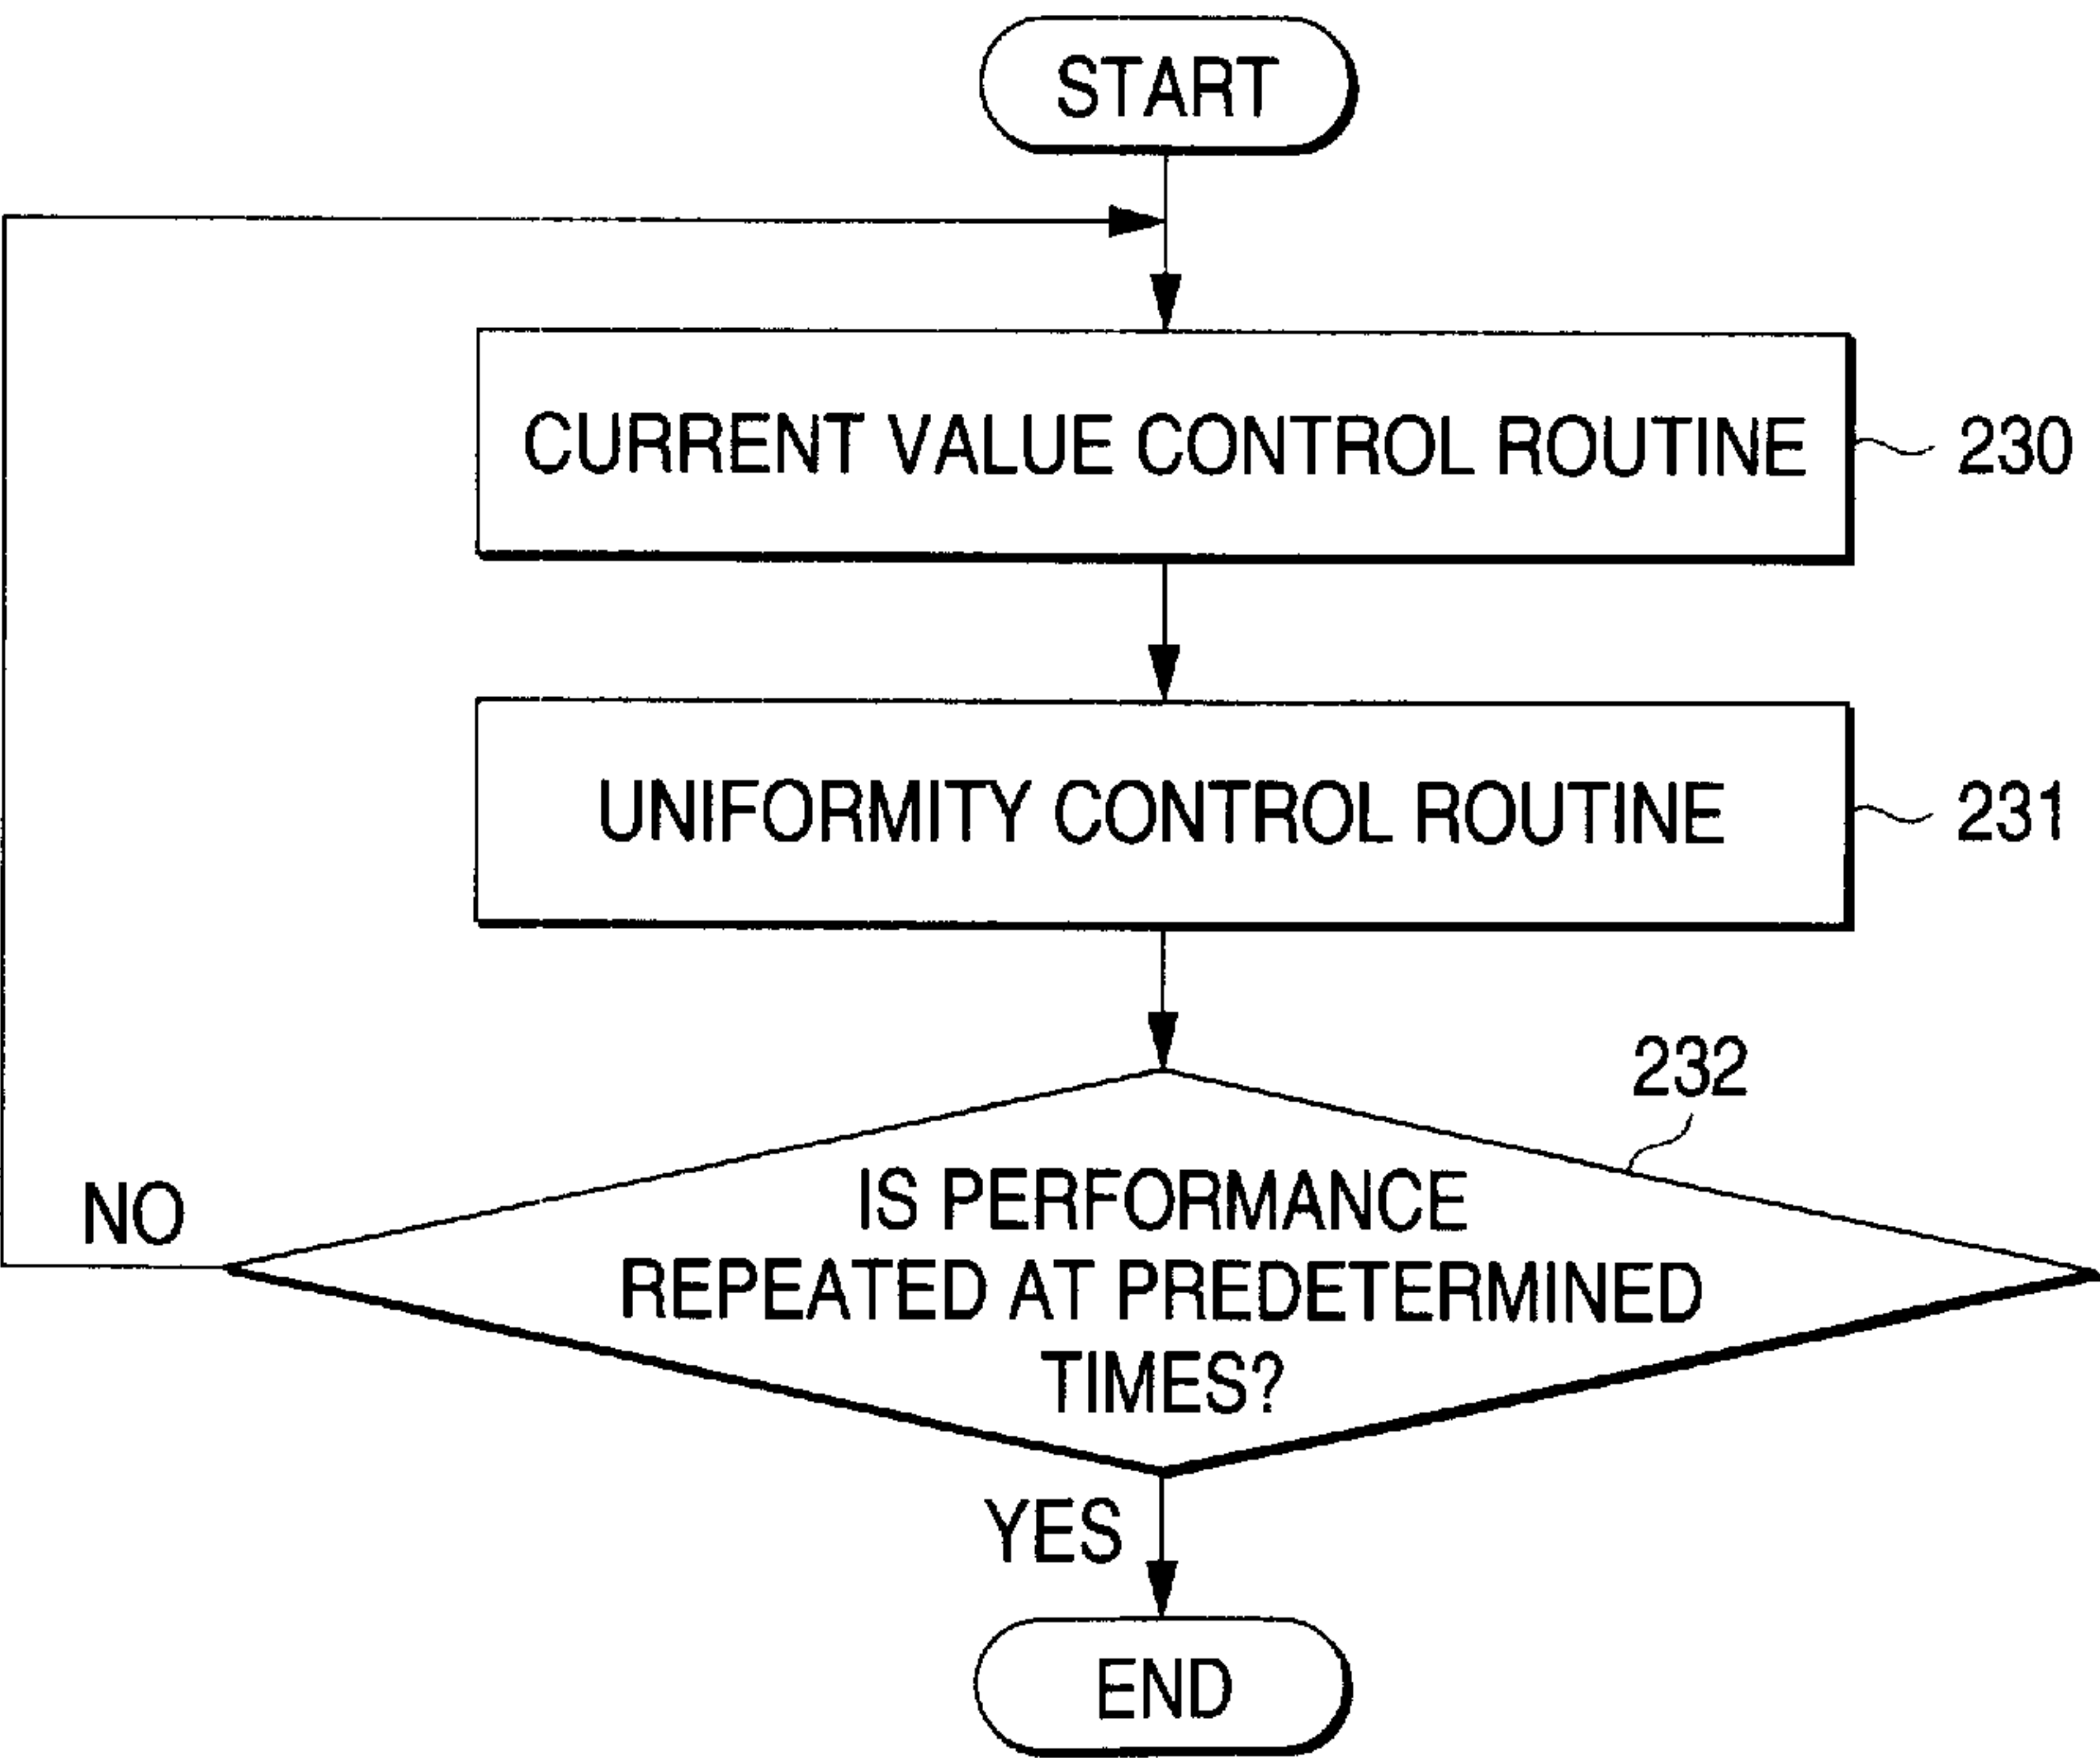 START
CURRENT VALUE CONTROL ROUTINE
230
UNIFORMITY CONTROL ROUTINE
231
232
IS PERFORMANCE
REPEATED AT PREDETERMINED
TIMES?
NO
YES
END